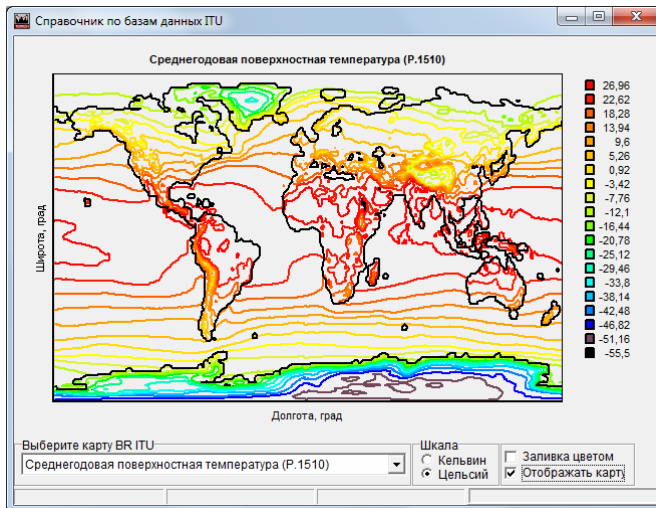 Справочник по базам данных ITU
Среднегодовая поверхностная температура (P.1510)
Широта, град
26,96
22,62
18,28
13,94
9,6
5,26
0,92
-3,42
-7,76
-12,1
-16,44
-20,78
-25,12
-29,46
-33,8
-38,14
-42,48
-46,82
-51,16
-55,5
Долгота, град
Выберите карту BR ITU
Среднегодовая поверхностная температура (P.1510)
Шкала
Кельвин
Цельсий
Заливка цветом
Отображать карту